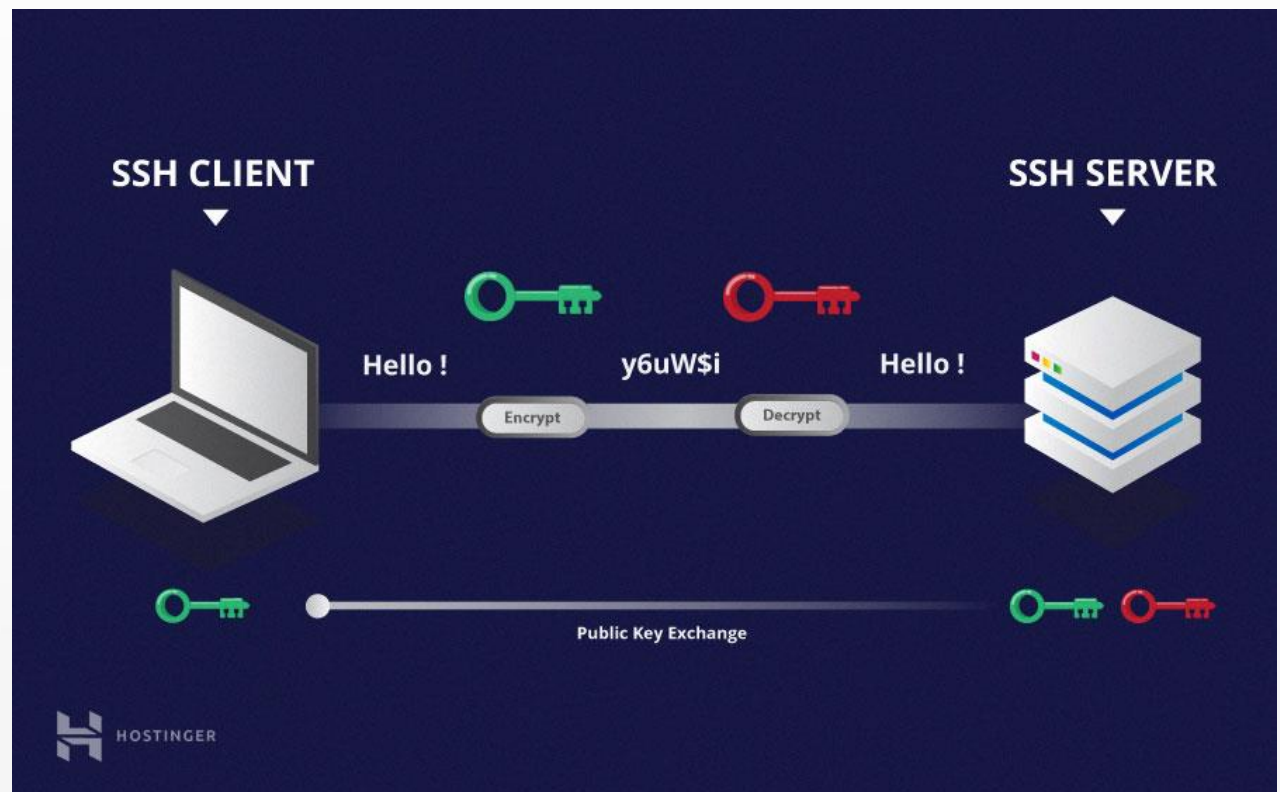 SSH CLIENT
SSH SERVER
Hello !
y6uW$i
Hello !
Encrypt
Decrypt
Public Key Exchange
HOSTINGER